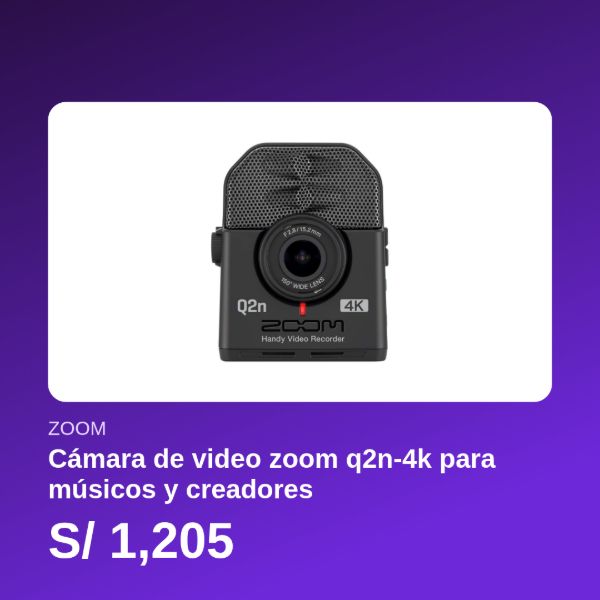 F2.8/15.2mm
150° WIDE LENS
Q2n
4K
ZOOM
Handy Video Recorder
ZOOM
Cámara de video zoom q2n-4k para
músicos y creadores
S/ 1,205